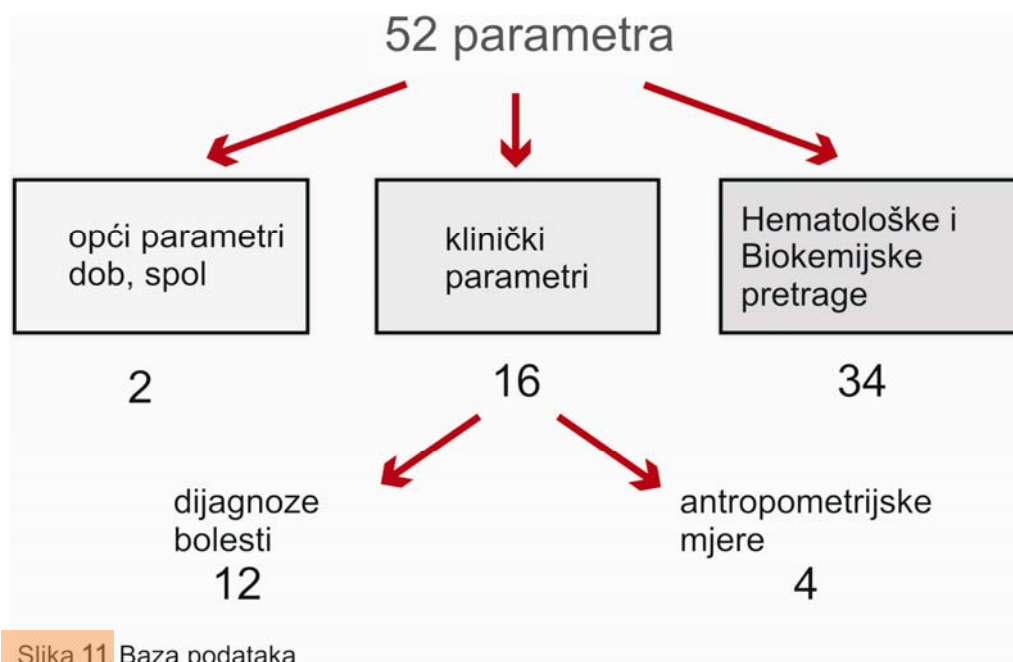 52 parametra
opći parametri
dob, spol
klinički
parametri
Hematološke i
Biokemijske
pretrage
2
16
34
dijagnoze
bolesti
12
antropometrijske
mjere
4
Slika 11. Baza podataka